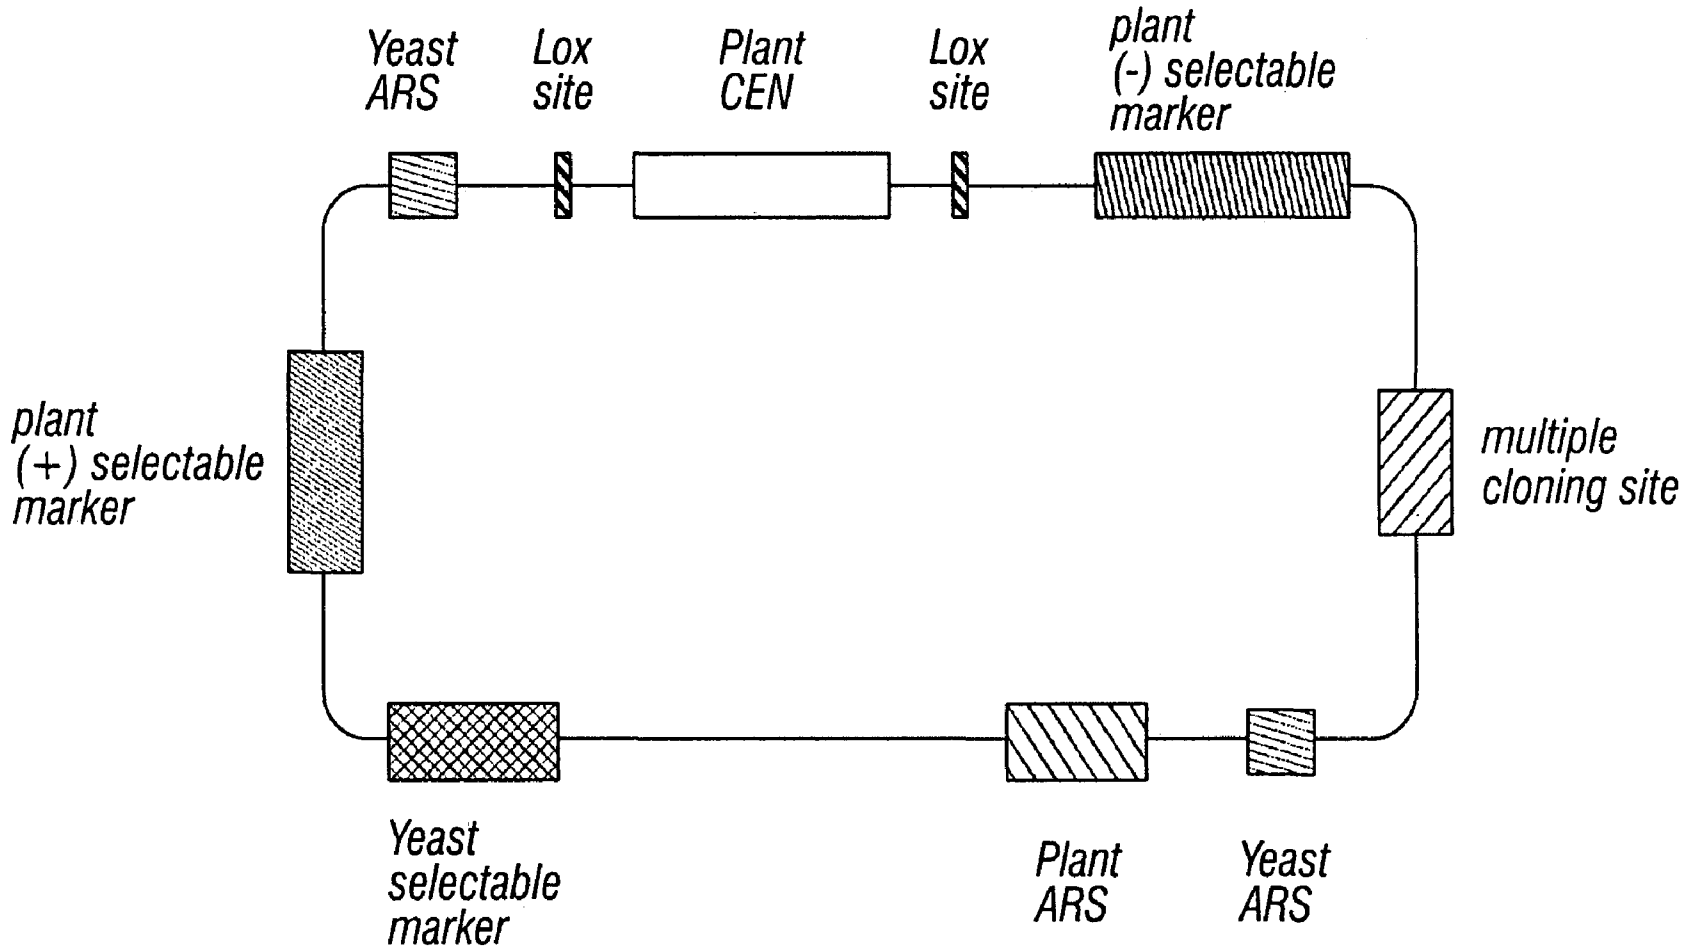 Yeast
ARS
Lox
site
Plant
CEN
Lox
site
plant
(-) selectable
marker
plant
(+) selectable
marker
multiple
cloning site
Yeast
selectable
marker
Plant
ARS
Yeast
ARS